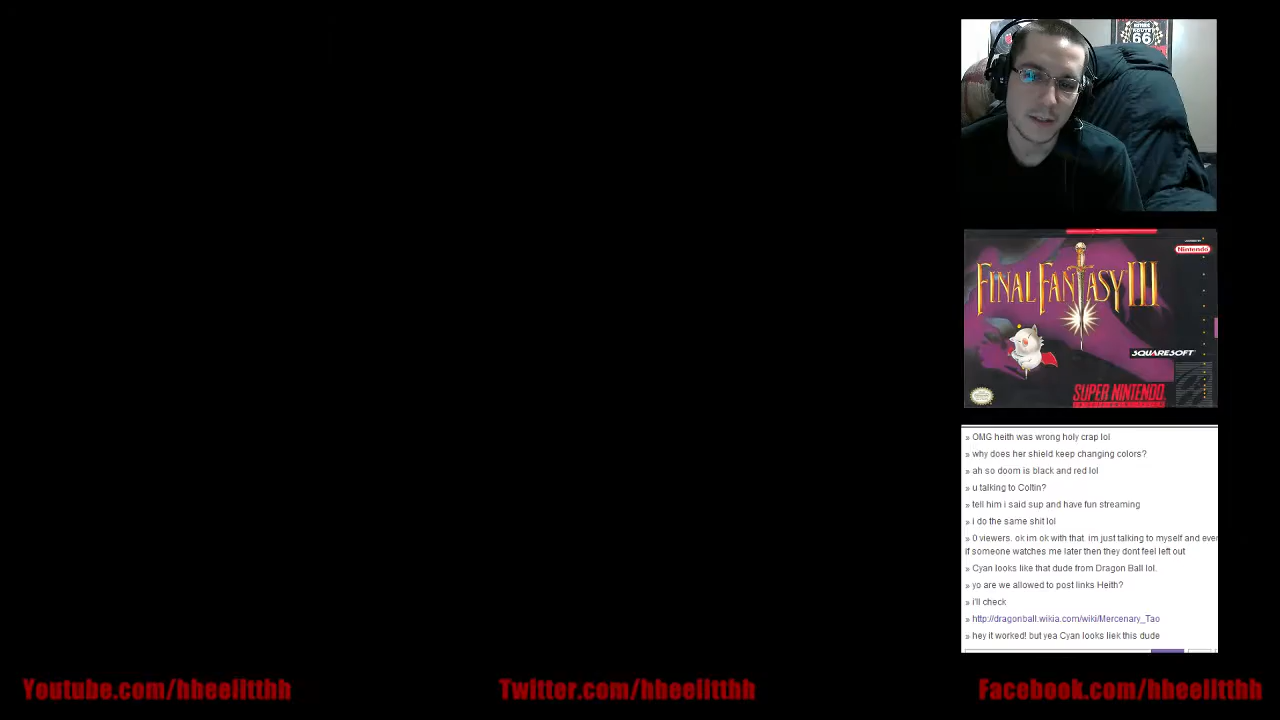 ROUTE
66
Nintendo
FINAL FANTASY III
SQUARESOFT
SUPER NINTENDO
» OMG heith was wrong holy crap lol
» why does her shield keep changing colors?
» ah so doom is black and red lol
» u talking to Coltin?
» tell him i said sup and have fun streaming
» i do the same shit lol
» 0 viewers. ok im ok with that. im just talking to myself and
if someone watches me later then they dont feel left out
» Cyan looks like that dude from Dragon Ball lol.
» yo are we allowed to post links Heith?
» i'll check
» http://dragonball.wikia.com/wiki/Mercenary_Tao
» hey it worked! but yea Cyan looks liek this dude
Youtube.com/hheelitthh Twitter.com/hheelitthh Facebook.com/hheelitthh